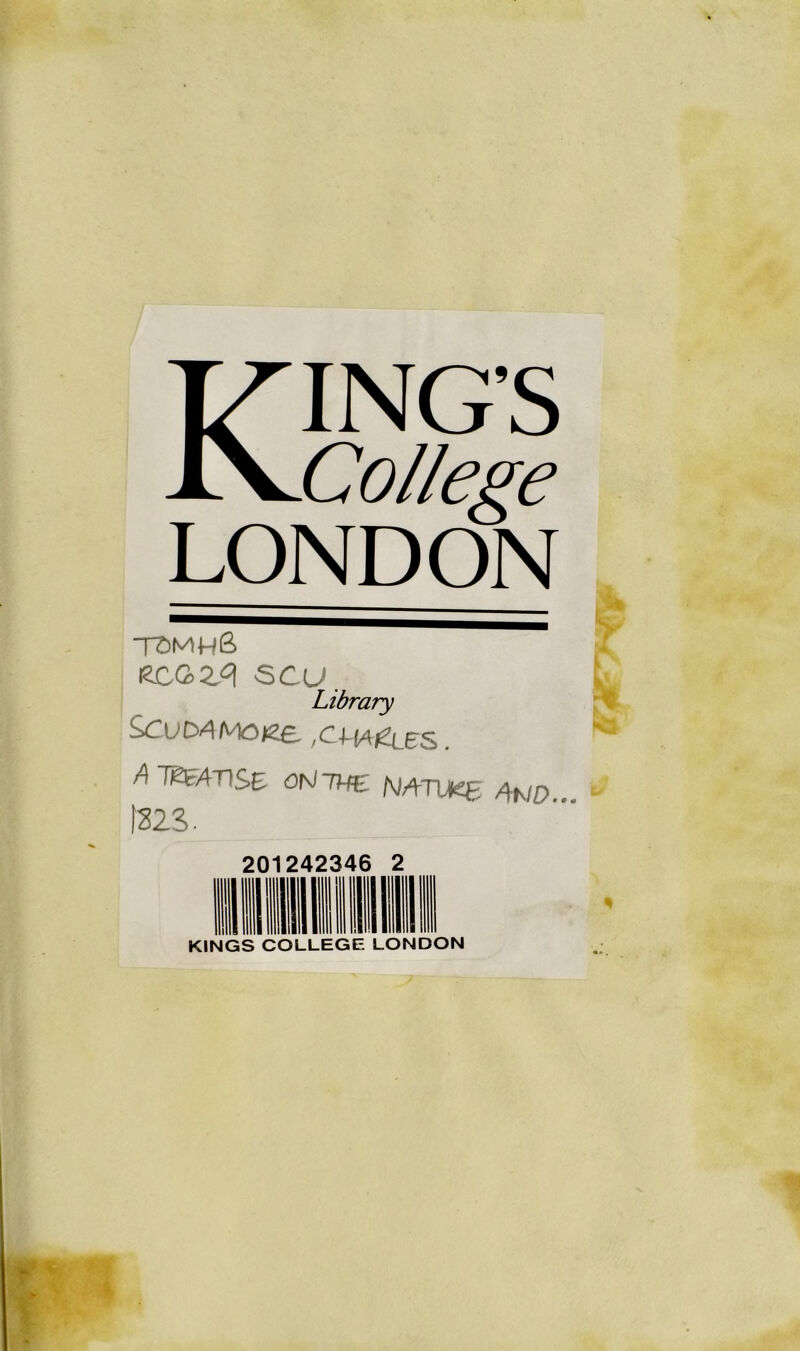 KING'S
College
LONDON
TOMHB
RCG29 SCU
Library
SCUDAMORE, CHARLES.
A TREATISE ON THE NATURE AND...
1823.
201242346 2
KINGS COLLEGE LONDON